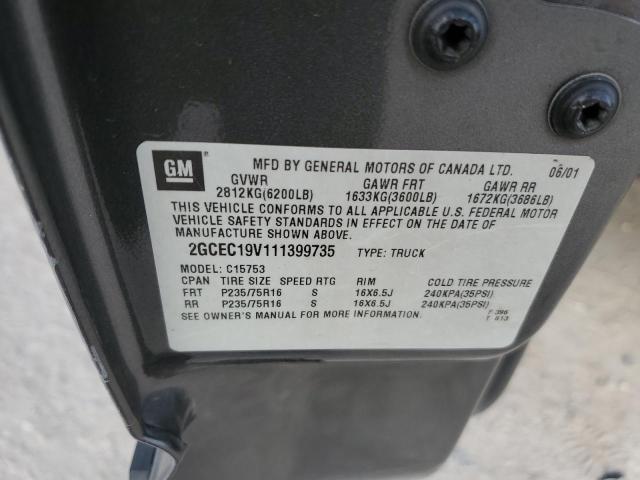 GM
MFD BY GENERAL MOTORS OF CANADA LTD. 06/01
GVWR GAWR FRT GAWR RR
2812KG(6200LB) 1633KG(3600LB) 1672KG(3686LB)
THIS VEHICLE CONFORMS TO ALL APPLICABLE U.S. FEDERAL MOTOR
VEHICLE SAFETY STANDARDS IN EFFECT ON THE DATE OF
MANUFACTURE SHOWN ABOVE.
2GCEC19V111399735 TYPE: TRUCK
MODEL: C15753
CPAN TIRE SIZE SPEED RTG RIM COLD TIRE PRESSURE
FRT P235/75R16 S 16X6.5J 240KPA(35PSI)
RR P235/75R16 S 16X6.5J 240KPA(35PSI)
SEE OWNER'S MANUAL FOR MORE INFORMATION.